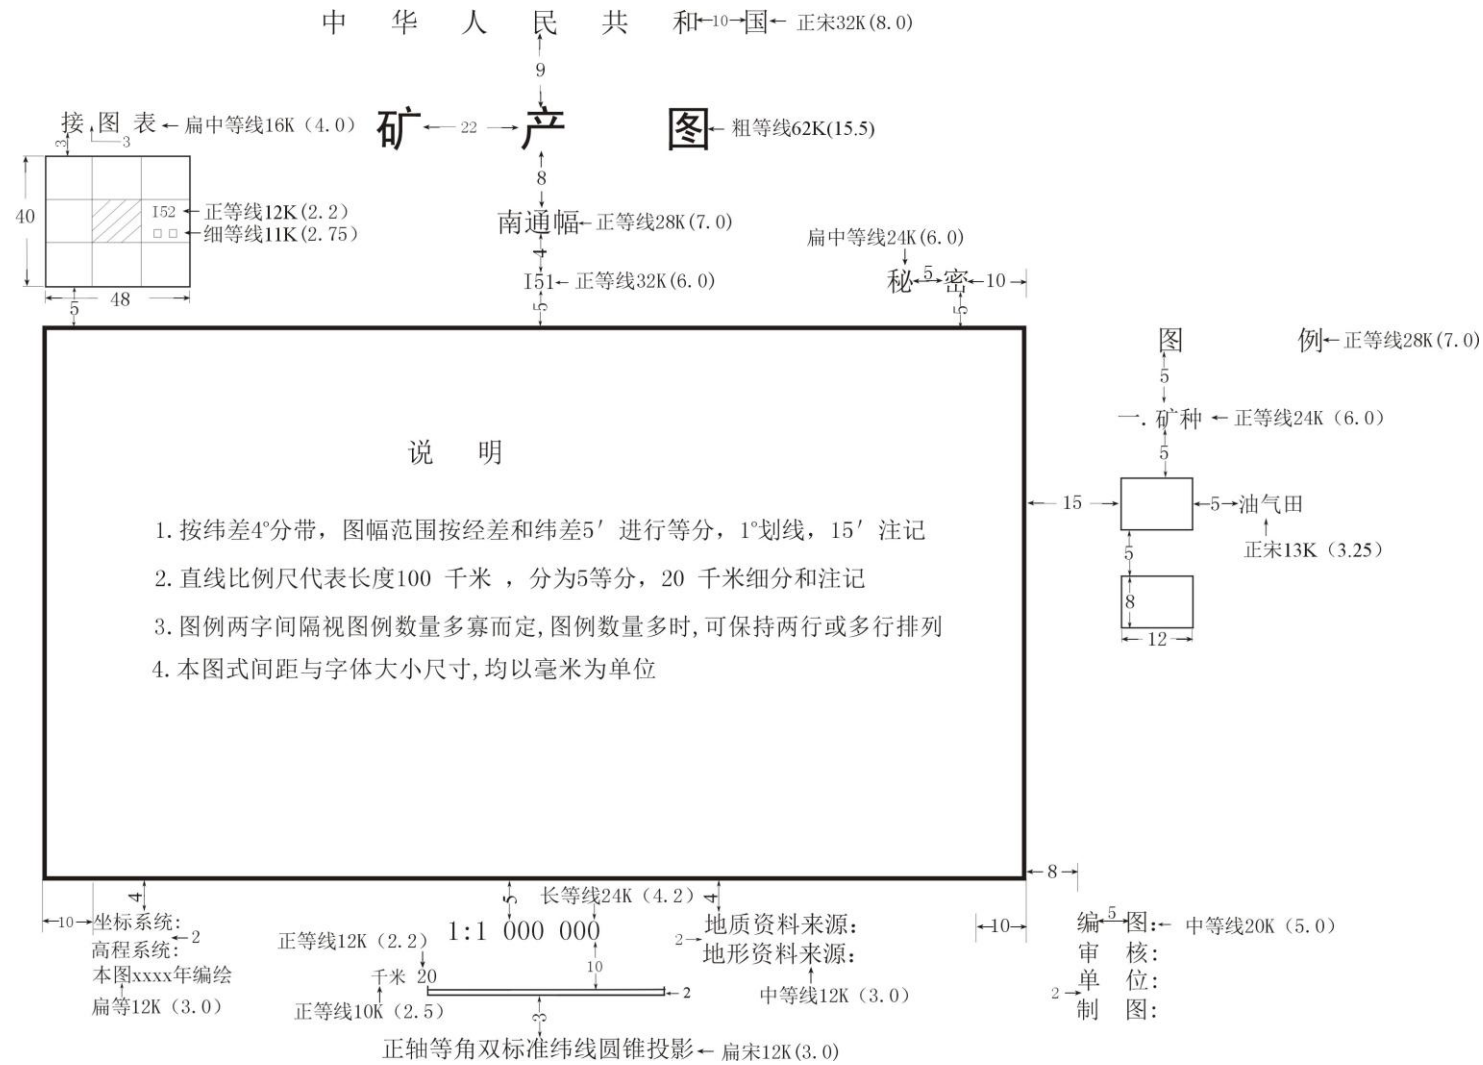 中 华 人 民 共 和 10 国 正宋32K(8.0)
9
接 图 表 扁中等线16K（4.0）
3
3
矿 22 产 图 粗等线62K(15.5)
8
40
I52 正等线12K(2.2)
□ □ 细等线11K(2.75)
48
5
南通幅 正等线28K(7.0)
4
I51 正等线32K(6.0)
5
扁中等线24K(6.0)
秘 5 密 10
5
图 例 正等线28K(7.0)
5
一. 矿种 正等线24K（6.0）
5
15
5 油气田
正宋13K（3.25）
5
8
12
说 明
1. 按纬差4°分带，图幅范围按经差和纬差5′ 进行等分，1°划线，15′ 注记
2. 直线比例尺代表长度100 千米 ，分为5等分，20 千米细分和注记
3. 图例两字间隔视图例数量多寡而定,图例数量多时,可保持两行或多行排列
4. 本图式间距与字体大小尺寸,均以毫米为单位
8
4
10
坐标系统:
高程系统:
2
本图xxxx年编绘
扁等12K（3.0）
5
长等线24K（4.2）
1:1 000 000
正等线12K（2.2）
10
千米 20
2
正等线10K（2.5）
3
正轴等角双标准纬线圆锥投影 扁宋12K(3.0)
4
地质资料来源:
2
地形资料来源:
中等线12K（3.0）
10
编 5 图: 中等线20K（5.0）
审 核:
单 位:
2
制 图: